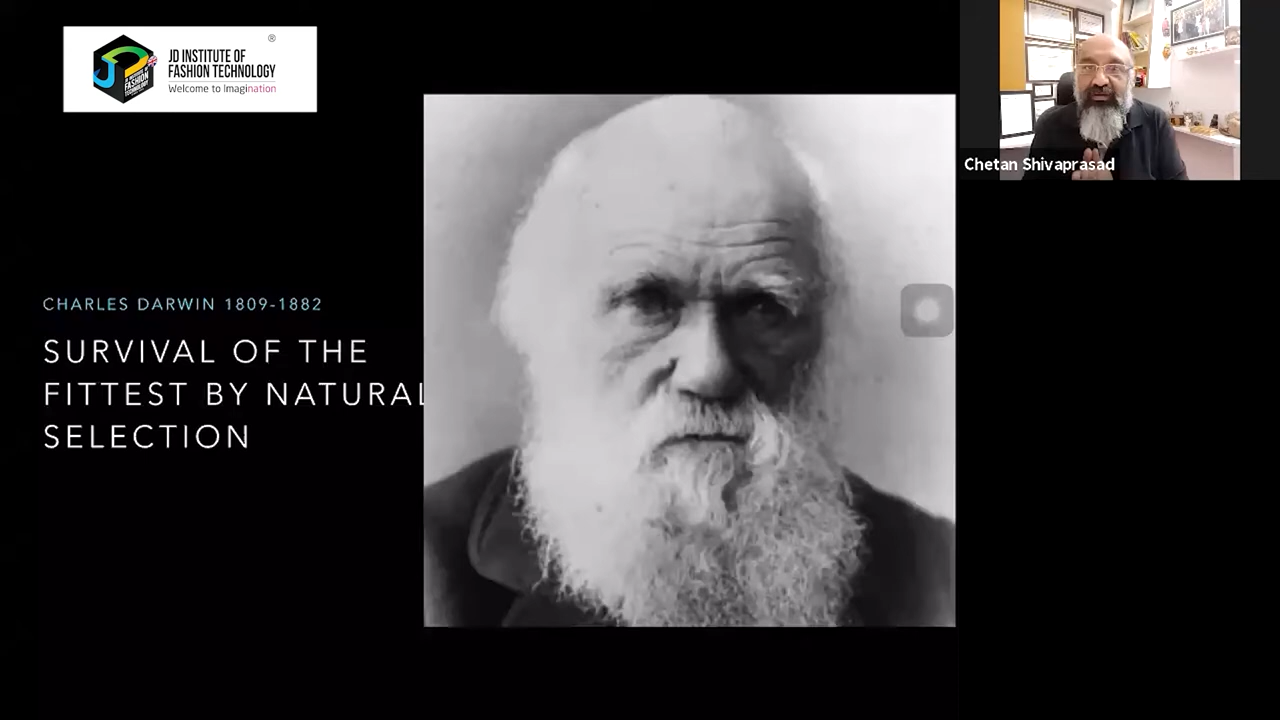 JD INSTITUTE OF
FASHION TECHNOLOGY
Welcome to Imagination
®
CHARLES DARWIN 1809-1882
SURVIVAL OF THE
FITTEST BY NATURAL
SELECTION
Chetan Shivaprasad